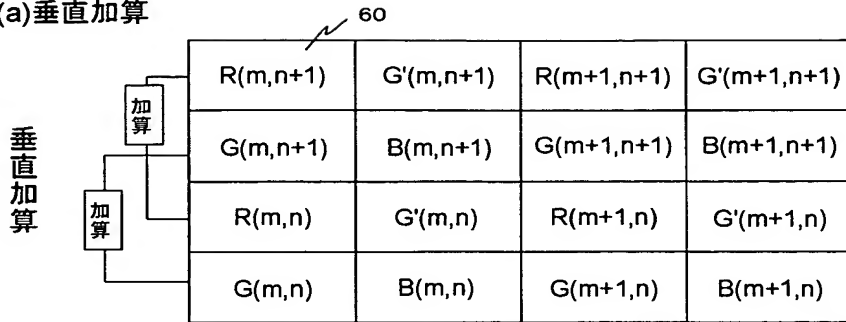 (a)垂直加算
60
R(m,n+1) G'(m,n+1) R(m+1,n+1) G'(m+1,n+1)
加算
G(m,n+1) B(m,n+1) G(m+1,n+1) B(m+1,n+1)
垂直加算
加算
R(m,n) G'(m,n) R(m+1,n) G'(m+1,n)
G(m,n) B(m,n) G(m+1,n) B(m+1,n)